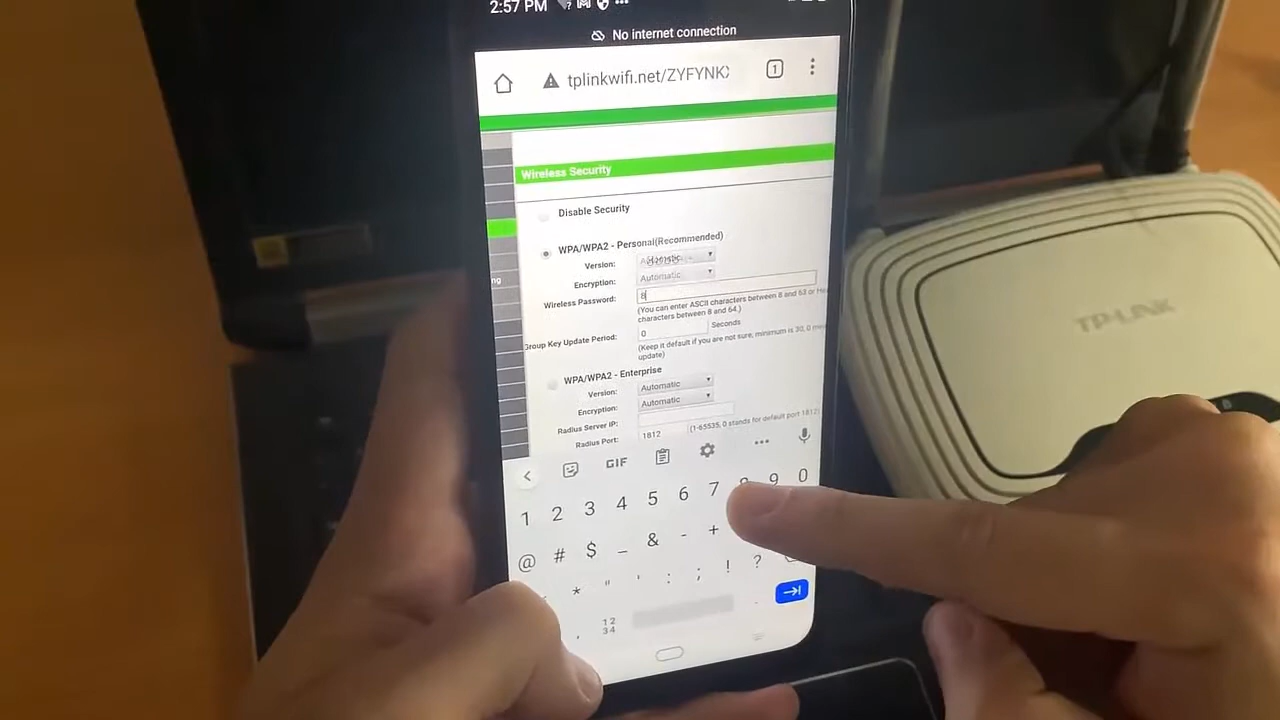 2:57 PM
No internet connection
tplinkwifi.net/ZYFYNK
1
Wireless Security
Disable Security
WPA/WPA2 - Personal(Recommended)
Version:
Encryption: Automatic
Wireless Password: 8
(You can enter ASCII characters between 8 and 63 or
characters between 8 and 64.)
Group Key Update Period: 0 Seconds
(Keep it default if you are not sure, minimum is 30, 0
update)
WPA/WPA2 - Enterprise
Version: Automatic
Encryption: Automatic
Radius Server IP:
Radius Port: 1812 (1-65535, 0 stands for default port 1812)
ng
GIF
1 2 3 4 5 6 7 8 9 0
@ # $ _ & - +
* " ' : ; ! ?
, 12 .
34
TP-LINK